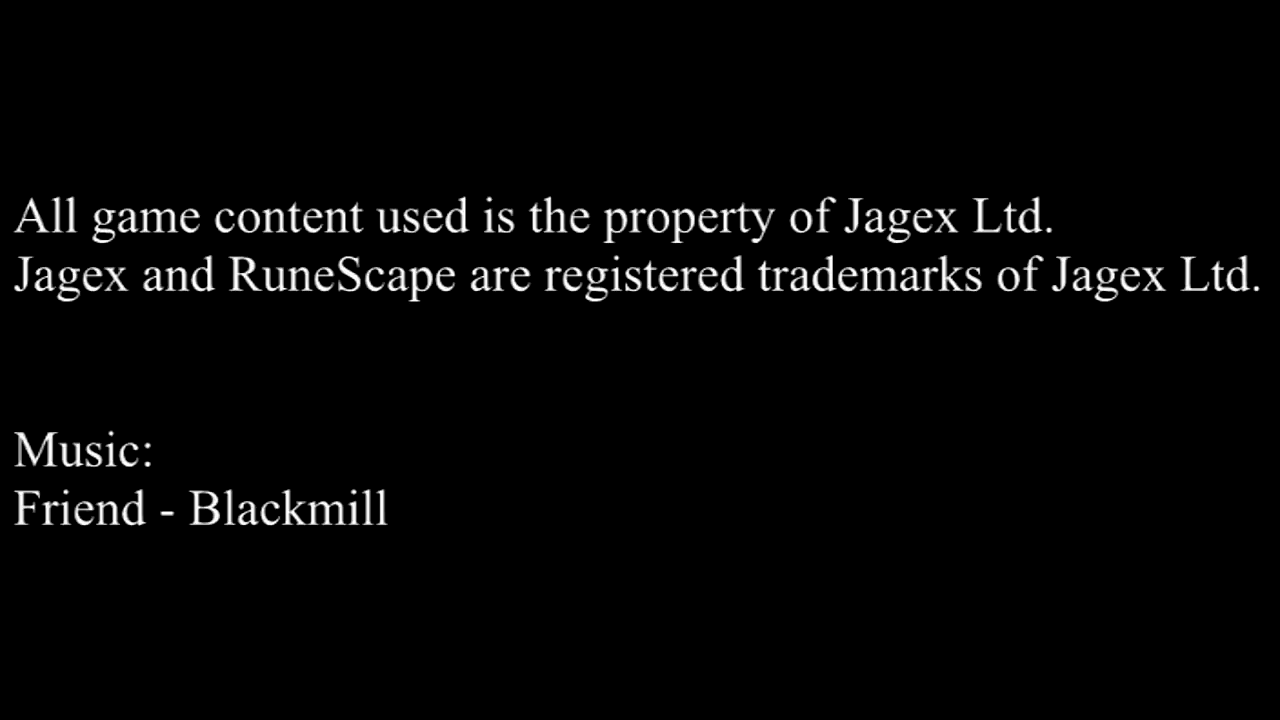 All game content used is the property of Jagex Ltd.
Jagex and RuneScape are registered trademarks of Jagex Ltd.
Music:
Friend - Blackmill